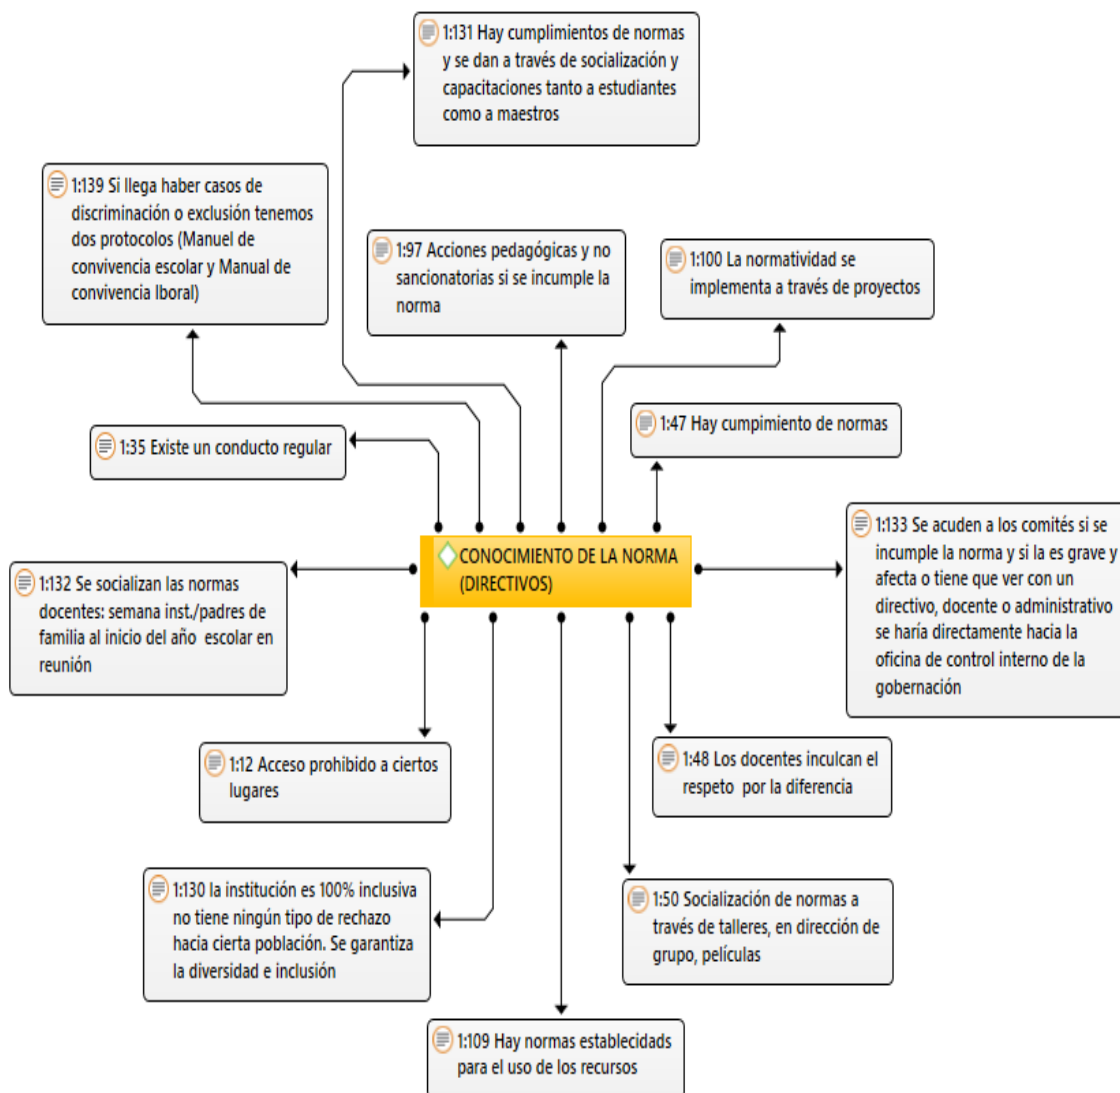 1:131 Hay cumplimientos de normas
y se dan a través de socialización y
capacitaciones tanto a estudiantes
como a maestros
1:139 Si llega haber casos de
discriminación o exclusión tenemos
dos protocolos (Manuel de
convivencia escolar y Manual de
convivencia lboral)
1:97 Acciones pedagógicas y no
sancionatorias si se incumple la
norma
1:100 La normatividad se
implementa a través de proyectos
1:35 Existe un conducto regular
1:47 Hay cumpimiento de normas
CONOCIMIENTO DE LA NORMA
(DIRECTIVOS)
1:133 Se acuden a los comités si se
incumple la norma y si la es grave y
afecta o tiene que ver con un
directivo, docente o administrativo
se haría directamente hacia la
oficina de control interno de la
gobernación
1:132 Se socializan las normas
docentes: semana inst./padres de
familia al inicio del año escolar en
reunión
1:12 Acceso prohibido a ciertos
lugares
1:48 Los docentes inculcan el
respeto por la diferencia
1:130 la institución es 100% inclusiva
no tiene ningún tipo de rechazo
hacia cierta población. Se garantiza
la diversidad e inclusión
1:50 Socialización de normas a
través de talleres, en dirección de
grupo, películas
1:109 Hay normas establecidads
para el uso de los recursos